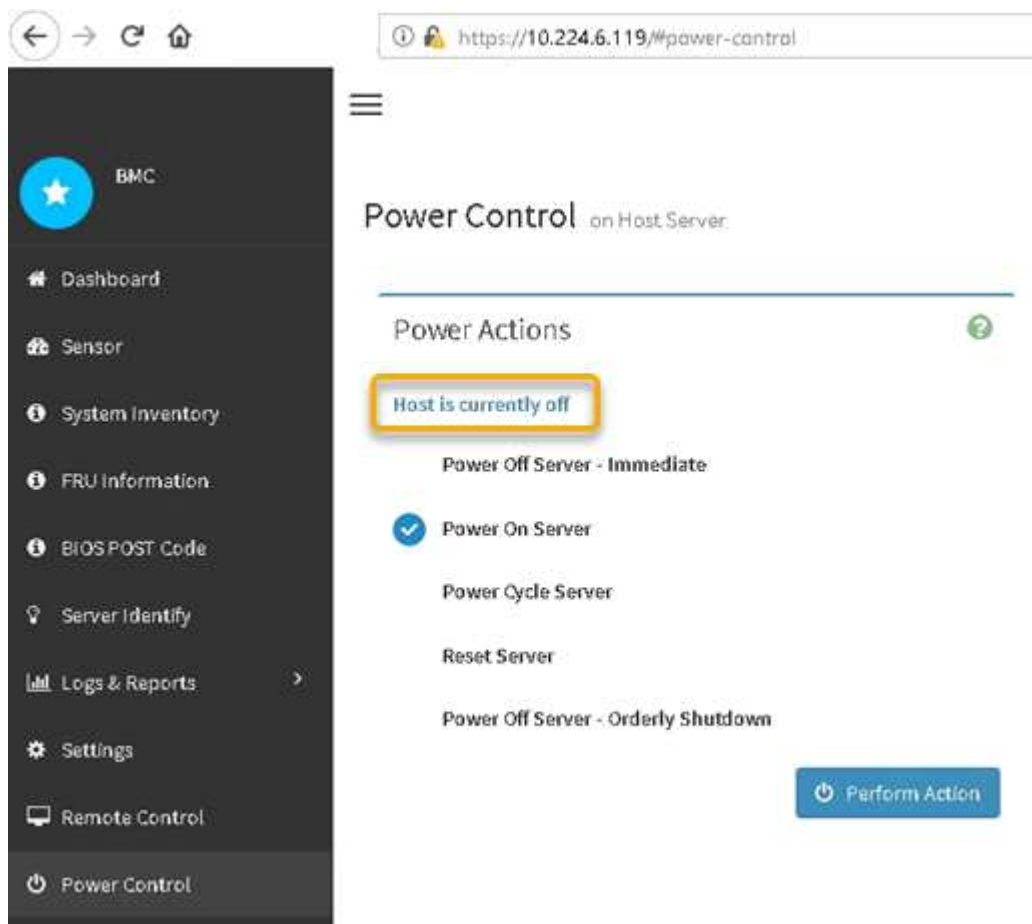 https://10.224.6.119/#power-control
BMC
Power Control on Host Server
Dashboard
Power Actions
Sensor
Host is currently off
System Inventory
Power Off Server - Immediate
FRU Information
Power On Server
BIOS POST Code
Power Cycle Server
Server Identify
Reset Server
Logs & Reports
Power Off Server - Orderly Shutdown
Settings
Perform Action
Remote Control
Power Control